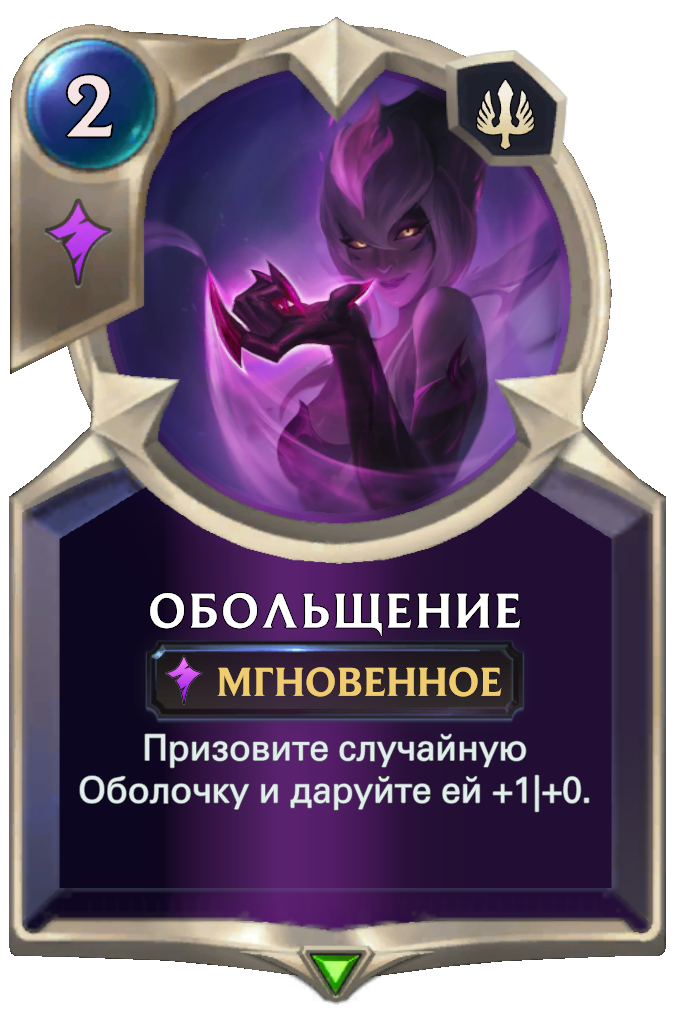 2
ОБОЛЬЩЕНИЕ
МГНОВЕННОЕ
Призовите случайную
Оболочку и даруйте ей +1|+0.